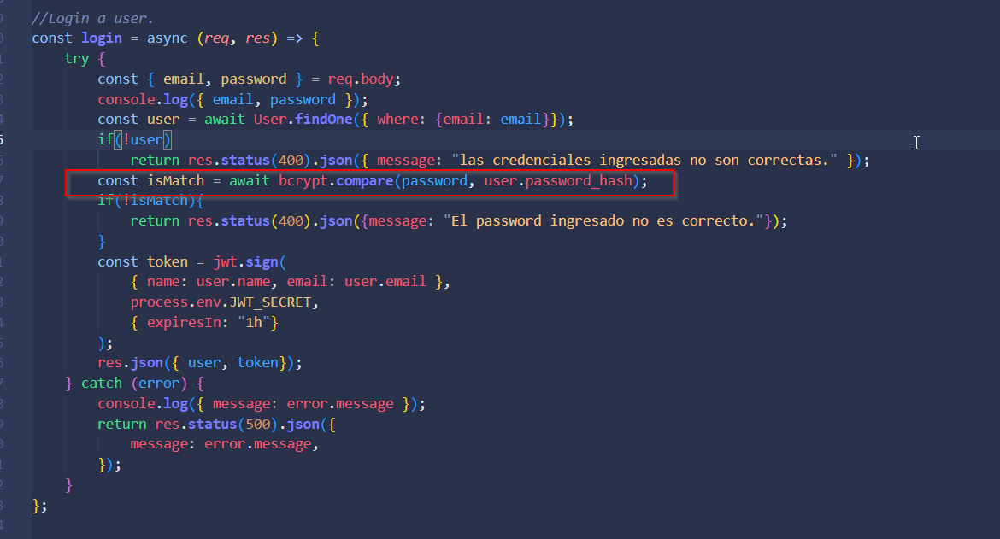 //Login a user.
const login = async (req, res) => {
try {
const { email, password } = req.body;
console.log({ email, password });
const user = await User.findOne({ where: {email: email}});
if(!user)
return res.status(400).json({ message: "las credenciales ingresadas no son correctas." });
const isMatch = await bcrypt.compare(password, user.password_hash);
if(!isMatch){
return res.status(400).json({message: "El password ingresado no es correcto."});
}
const token = jwt.sign(
{ name: user.name, email: user.email },
process.env.JWT_SECRET,
{ expiresIn: "1h"}
);
res.json({ user, token});
} catch (error) {
console.log({ message: error.message });
return res.status(500).json({
message: error.message,
});
}
};